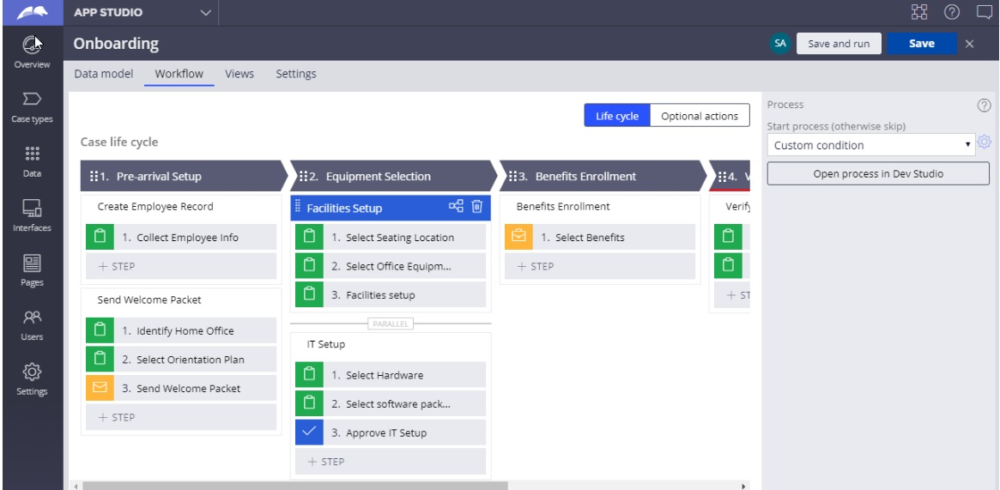 APP STUDIO
Onboarding
SA
Save and run
Save
Overview
Case types
Data
Interfaces
Pages
Users
Settings
Data model
Workflow
Views
Settings
Life cycle
Optional actions
Case life cycle
1. Pre-arrival Setup
Create Employee Record
1. Collect Employee Info
+ STEP
Send Welcome Packet
1. Identify Home Office
2. Select Orientation Plan
3. Send Welcome Packet
+ STEP
2. Equipment Selection
Facilities Setup
1. Select Seating Location
2. Select Office Equipm...
3. Facilities setup
PARALLEL
IT Setup
1. Select Hardware
2. Select software pack...
3. Approve IT Setup
+ STEP
3. Benefits Enrollment
Benefits Enrollment
1. Select Benefits
+ STEP
4. V
Verify
+ ST
Process
Start process (otherwise skip)
Custom condition
Open process in Dev Studio